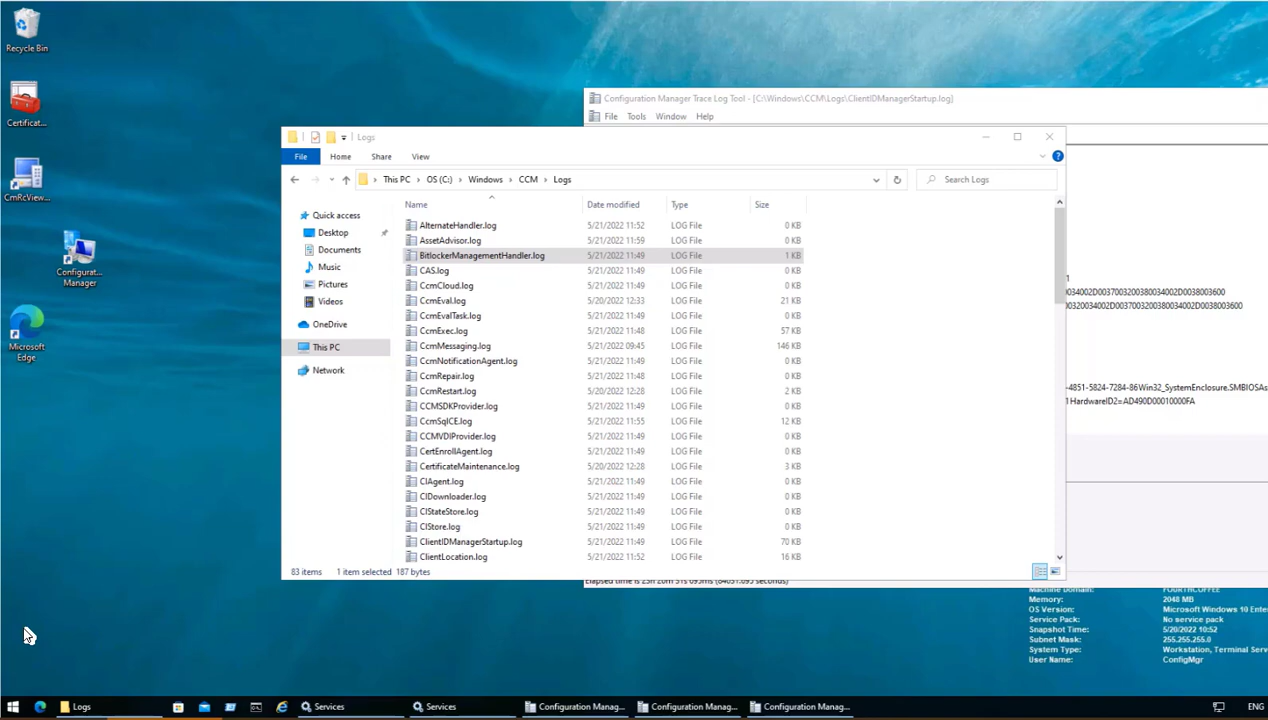 Recycle Bin
Certificat...
CmRcView...
Configurat...
Manager
Microsoft
Edge
Configuration Manager Trace Log Tool - [C:\Windows\CCM\Logs\ClientIDManagerStartup.log]
File Tools Window Help
Logs
File Home Share View
This PC > OS (C:) > Windows > CCM > Logs
Search Logs
Quick access
Desktop
Documents
Music
Pictures
Videos
OneDrive
This PC
Network
Name Date modified Type Size
AlternateHandler.log 5/21/2022 11:52 LOG File 0 KB
AssetAdvisor.log 5/21/2022 11:59 LOG File 0 KB
BitlockerManagementHandler.log 5/21/2022 11:49 LOG File 1 KB
CAS.log 5/21/2022 11:49 LOG File 0 KB
CcmCloud.log 5/21/2022 11:49 LOG File 0 KB
CcmEval.log 5/20/2022 12:33 LOG File 21 KB
CcmEvalTask.log 5/21/2022 11:49 LOG File 0 KB
CcmExec.log 5/21/2022 11:48 LOG File 57 KB
CcmMessaging.log 5/21/2022 09:45 LOG File 146 KB
CcmNotificationAgent.log 5/21/2022 11:49 LOG File 0 KB
CcmRepair.log 5/21/2022 11:48 LOG File 0 KB
CcmRestart.log 5/20/2022 12:28 LOG File 2 KB
CCMSDKProvider.log 5/21/2022 11:49 LOG File 0 KB
CcmSqlCE.log 5/21/2022 11:55 LOG File 12 KB
CCMVDIProvider.log 5/21/2022 11:49 LOG File 0 KB
CertEnrollAgent.log 5/21/2022 11:49 LOG File 0 KB
CertificateMaintenance.log 5/20/2022 12:28 LOG File 3 KB
CIAgent.log 5/21/2022 11:49 LOG File 0 KB
CIDownloader.log 5/21/2022 11:49 LOG File 0 KB
CIStateStore.log 5/21/2022 11:49 LOG File 0 KB
CIStore.log 5/21/2022 11:49 LOG File 0 KB
ClientIDManagerStartup.log 5/21/2022 11:49 LOG File 70 KB
ClientLocation.log 5/21/2022 11:52 LOG File 16 KB
83 items 1 item selected 187 bytes
1
0034002D0037003200380034002D0038003600
00320034002D0037003200380034002D0038003600
-4851-5824-7284-86Win32_SystemEnclosure.SMBIOSAs
1HardwareID2=AD490D00010000FA
Machine Domain: FOURTHCOFFEE
Memory: 2048 MB
OS Version: Microsoft Windows 10 Ente
Service Pack: No service pack
Snapshot Time: 5/20/2022 10:52
Subnet Mask: 255.255.255.0
System Type: Workstation, Terminal Serve
User Name: ConfigMgr
Logs
Services
Services
Configuration Manag...
Configuration Manag...
Configuration Manag...
ENG